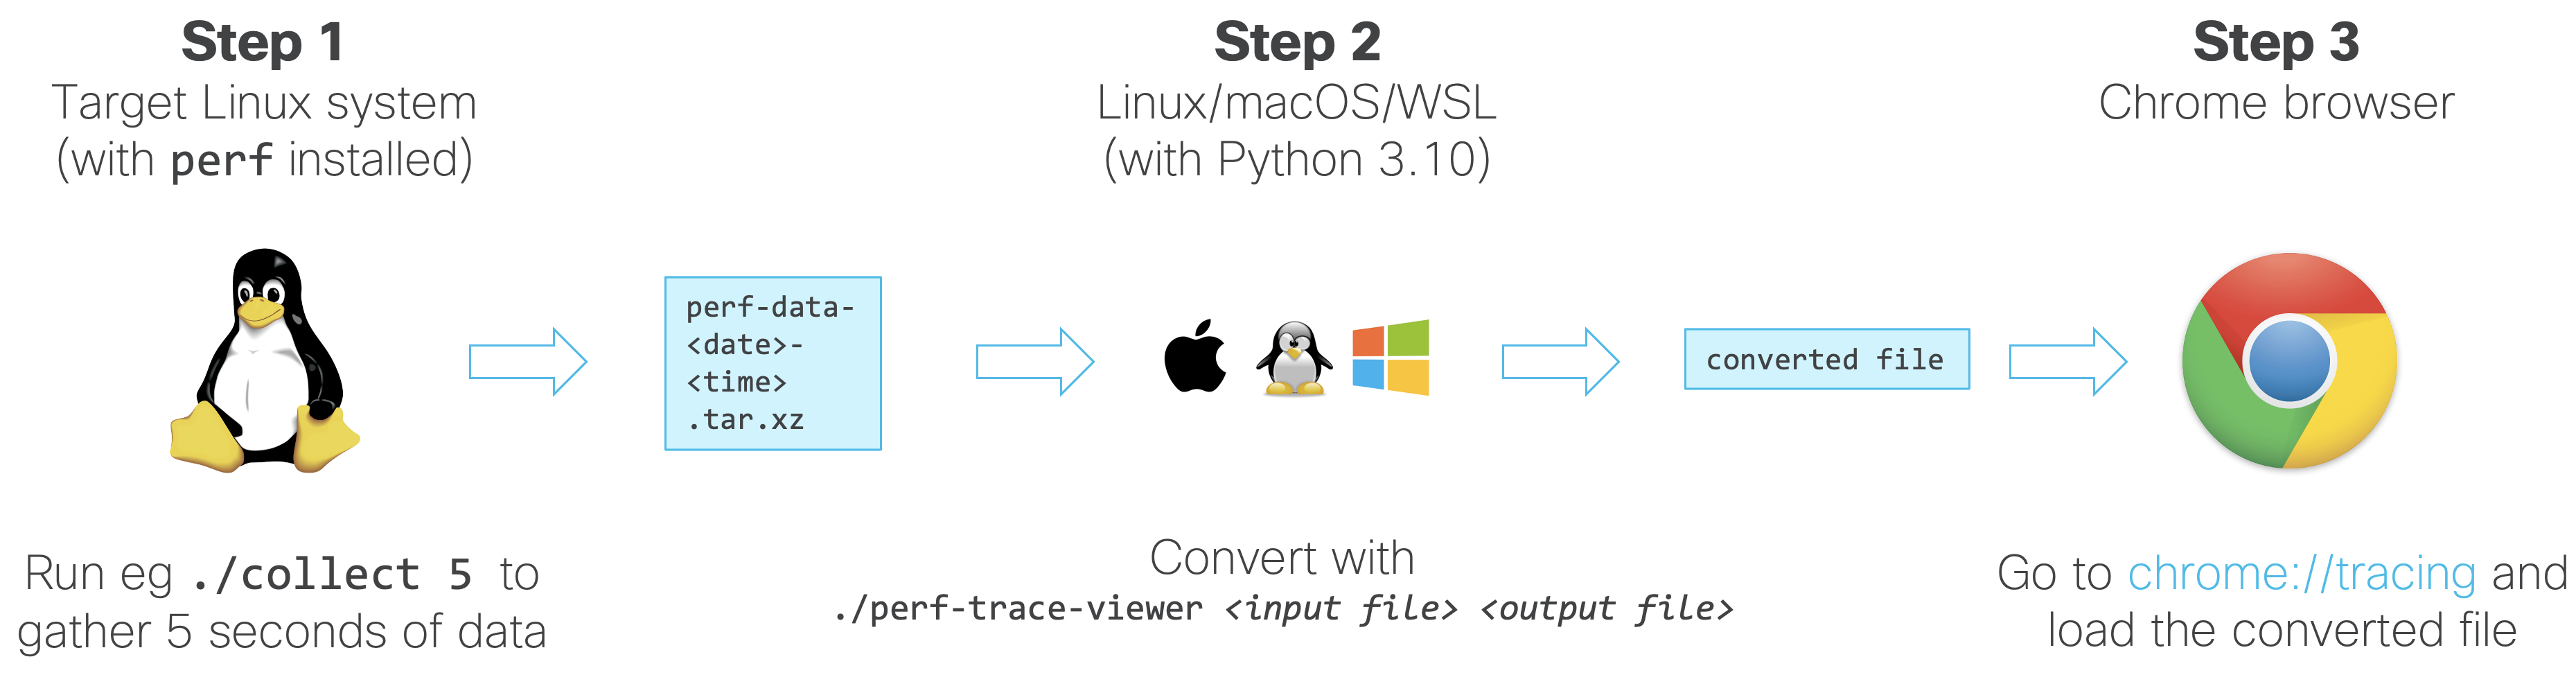 Step 1
Target Linux system
(with perf installed)
perf-data-
<date>-
<time>
.tar.xz
Run eg ./collect 5 to
gather 5 seconds of data
Step 2
Linux/macOS/WSL
(with Python 3.10)
Convert with
./perf-trace-viewer <input file> <output file>
converted file
Step 3
Chrome browser
Go to chrome://tracing and
load the converted file